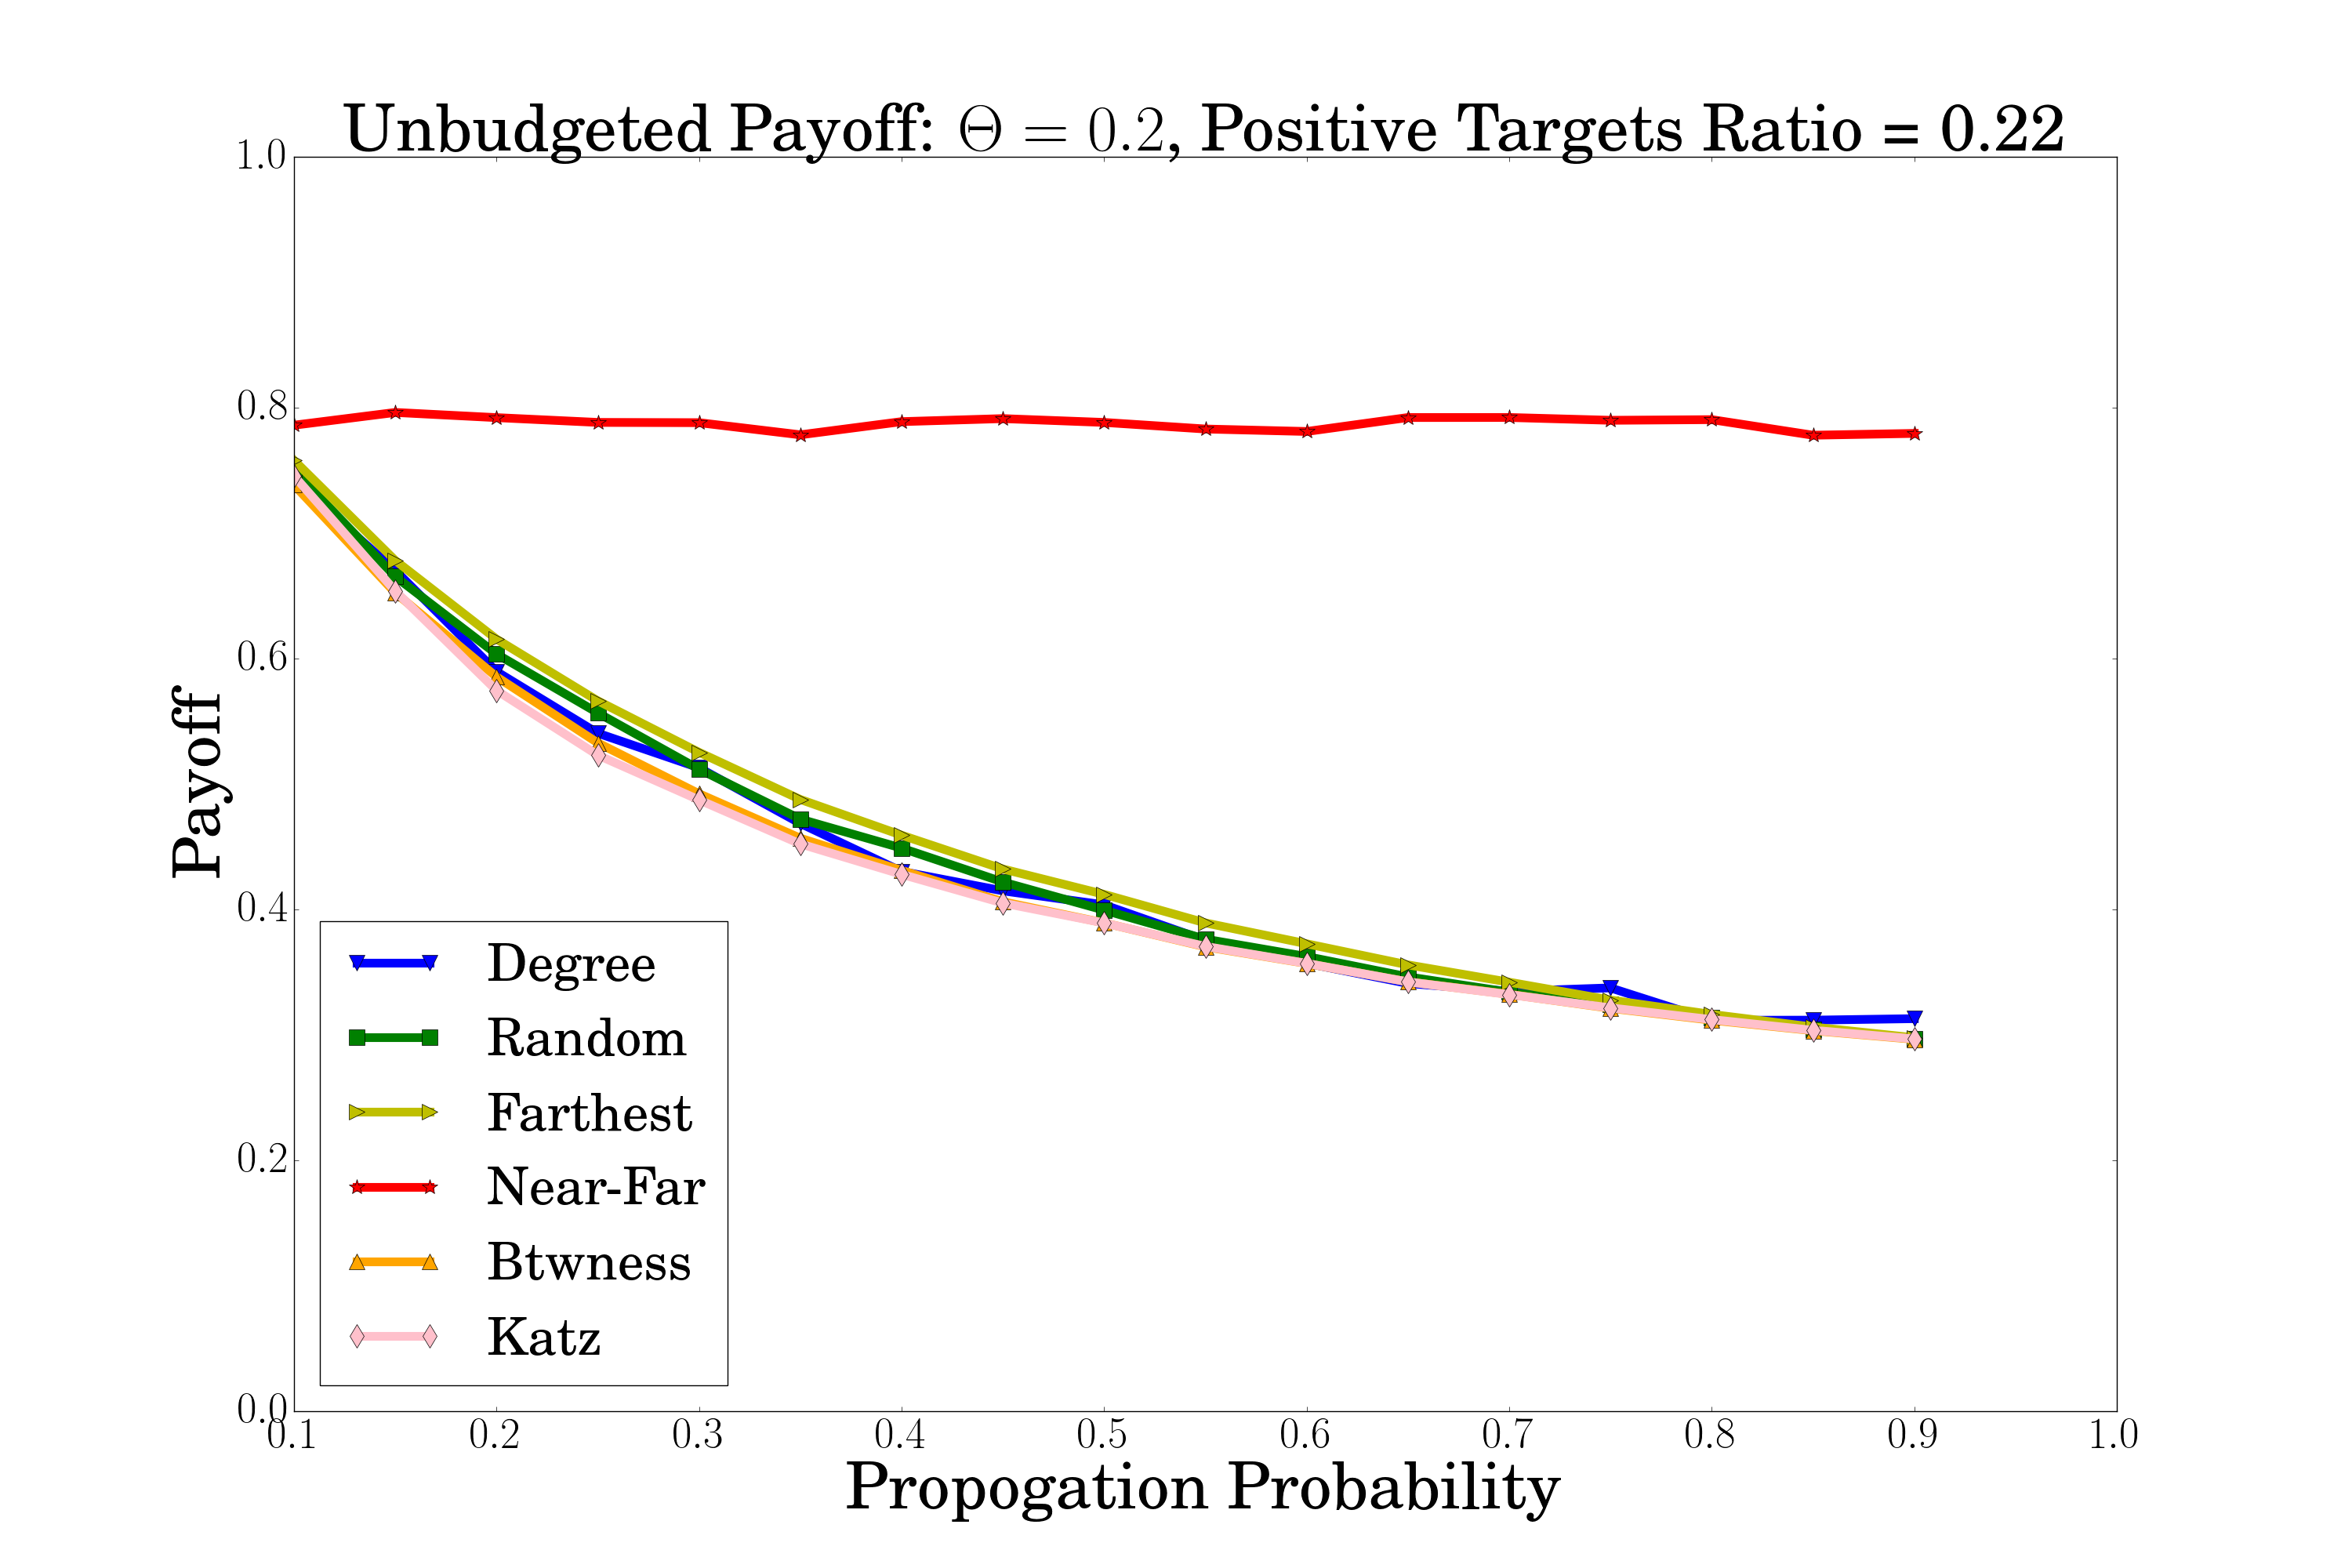 Unbudgeted Payoff: Θ = 0.2, Positive Targets Ratio = 0.22
1.0
0.8
0.6
0.4
0.2
0.0
Payoff
Degree
Random
Farthest
Near-Far
Btwness
Katz
0.1 0.2 0.3 0.4 0.5 0.6 0.7 0.8 0.9 1.0
Propogation Probability